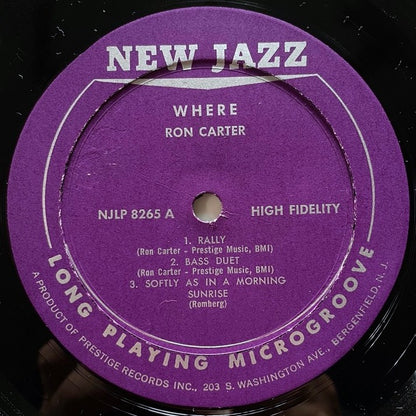 NEW JAZZ
WHERE
RON CARTER
NJLP 8265 A
HIGH FIDELITY
1. RALLY
(Ron Carter - Prestige Music, BMI)
2. BASS DUET
(Ron Carter - Prestige Music, BMI)
3. SOFTLY AS IN A MORNING
SUNRISE
(Romberg)
LONG PLAYING MICROGROOVE
A PRODUCT OF PRESTIGE RECORDS INC., 203 S. WASHINGTON AVE., BERGENFIELD, N. J.